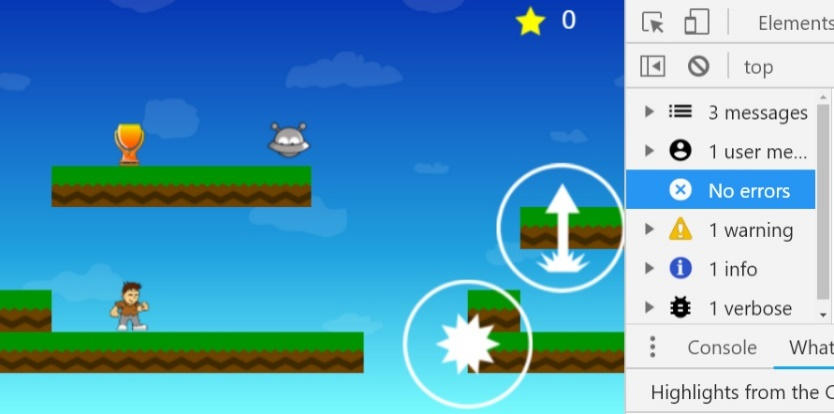 0
Elements
top
3 messages
1 user me...
No errors
1 warning
1 info
1 verbose
Console What
Highlights from the C